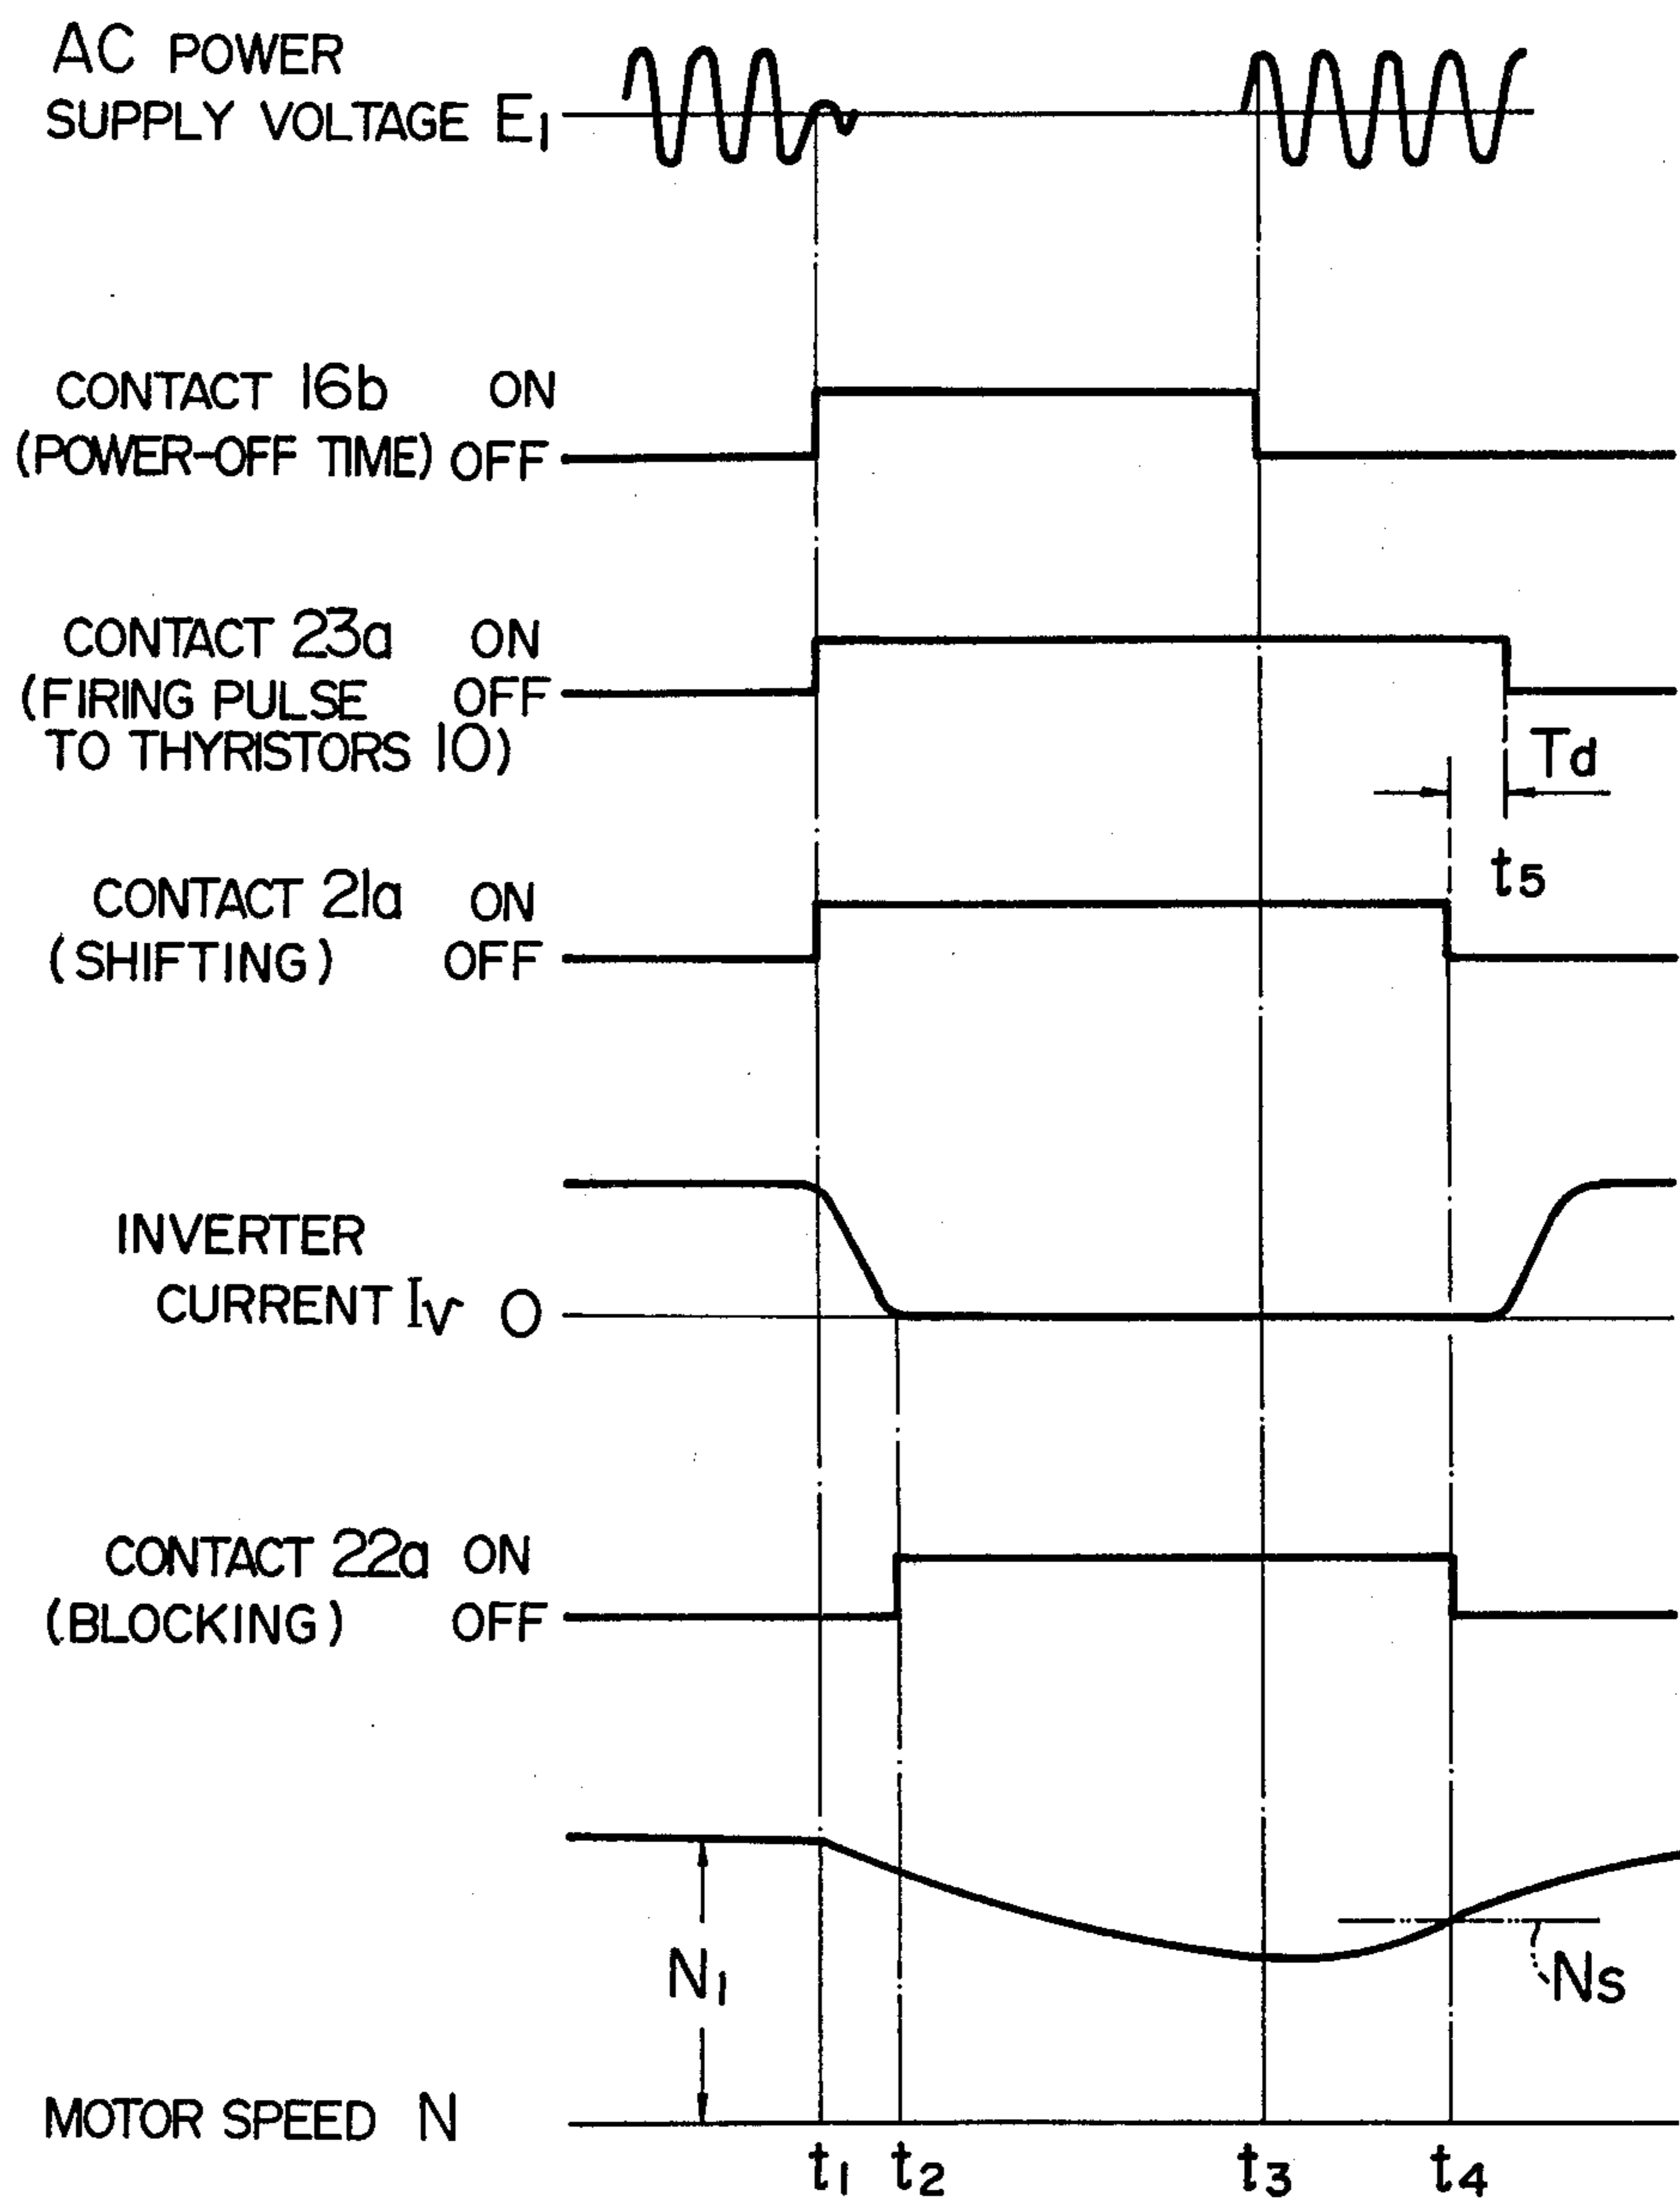 AC POWER
SUPPLY VOLTAGE E1
CONTACT 16b ON
(POWER-OFF TIME) OFF
CONTACT 23a ON
(FIRING PULSE OFF
TO THYRISTORS 10)
Td
t5
CONTACT 21a ON
(SHIFTING) OFF
INVERTER
CURRENT Iv 0
CONTACT 22a ON
(BLOCKING) OFF
N1
Ns
MOTOR SPEED N
t1 t2 t3 t4